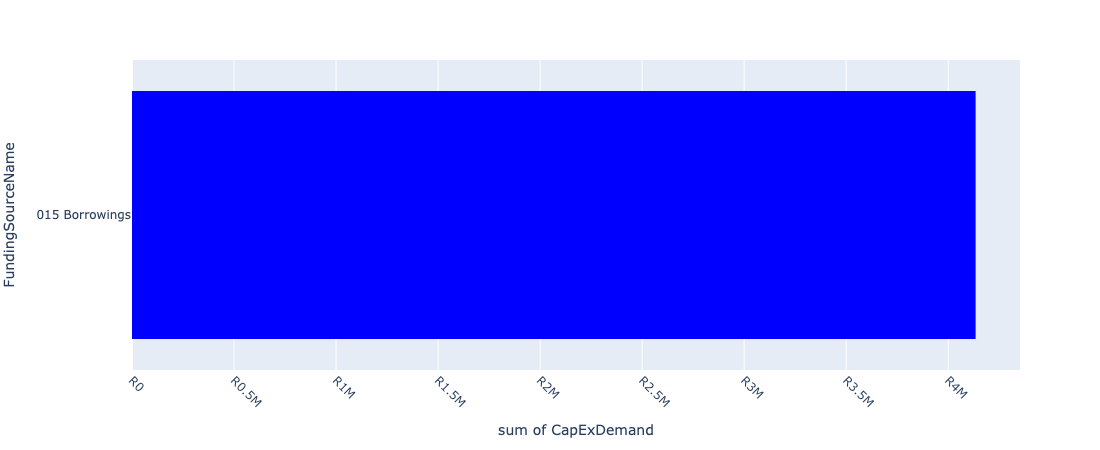 FundingSourceName
015 Borrowings
R0
R0.5M
R1M
R1.5M
R2M
R2.5M
R3M
R3.5M
R4M
sum of CapExDemand